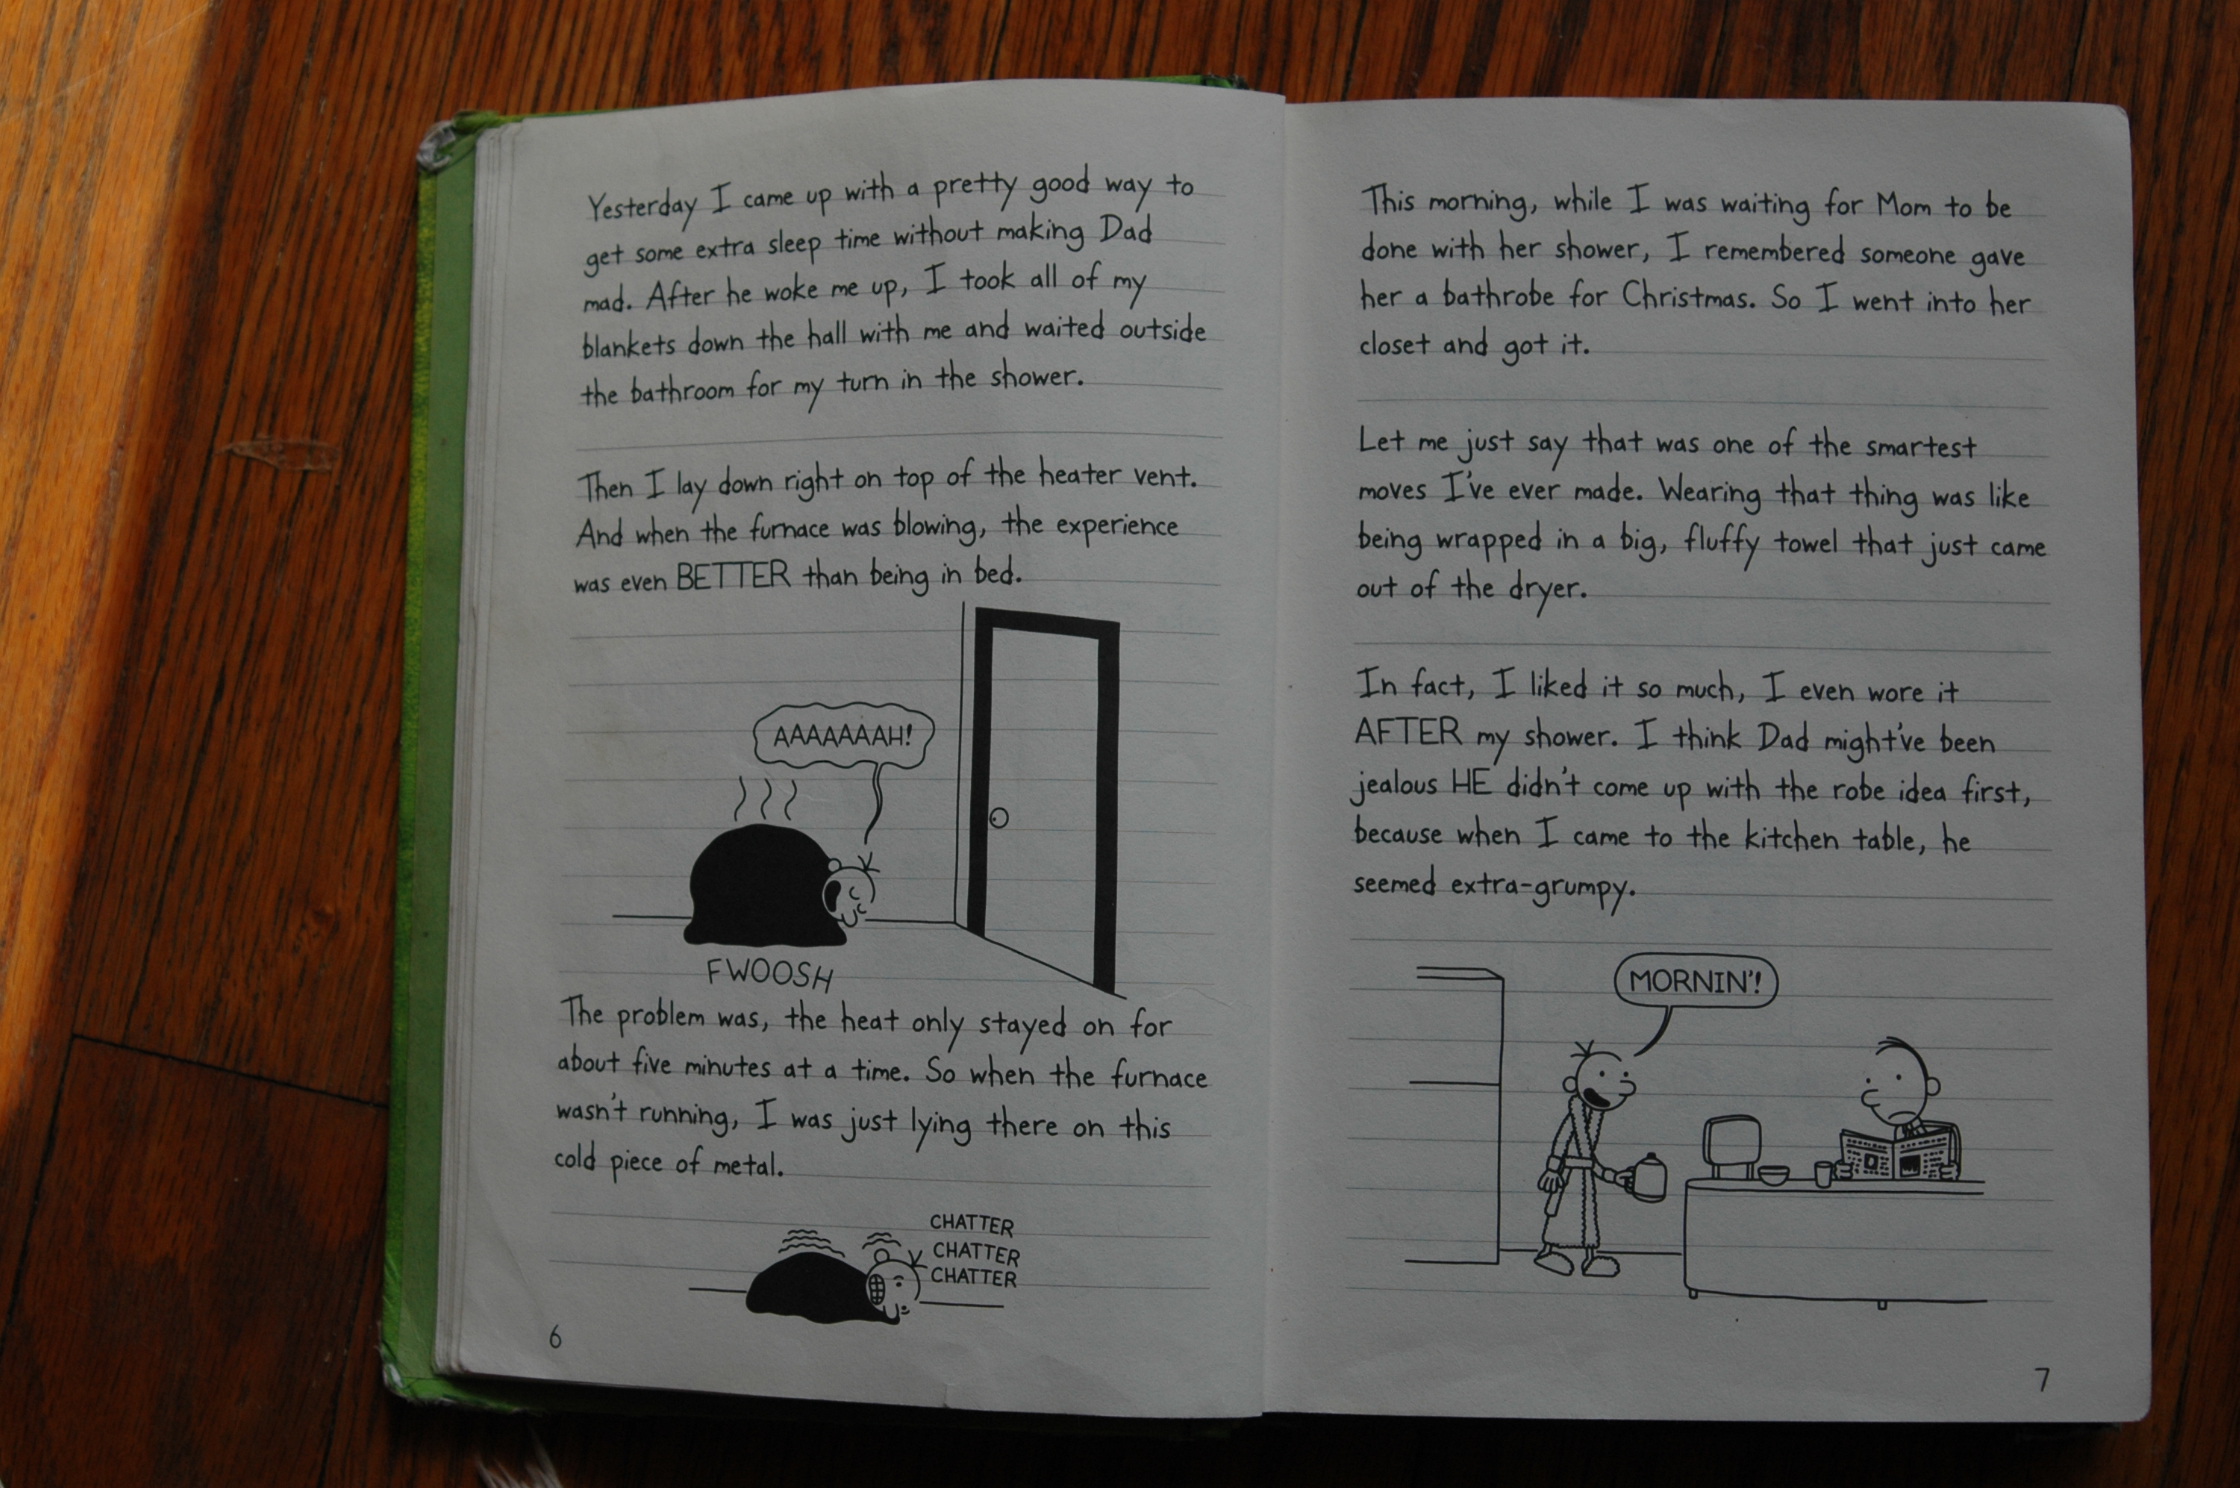 Yesterday I came up with a pretty good way to
get some extra sleep time without making Dad
mad. After he woke me up, I took all of my
blankets down the hall with me and waited outside
the bathroom for my turn in the shower.
Then I lay down right on top of the heater vent.
And when the furnace was blowing, the experience
was even BETTER than being in bed.
AAAAAAAH!
FWOOSH
The problem was, the heat only stayed on for
about five minutes at a time. So when the furnace
wasn't running, I was just lying there on this
cold piece of metal.
CHATTER
CHATTER
CHATTER
6
This morning, while I was waiting for Mom to be
done with her shower, I remembered someone gave
her a bathrobe for Christmas. So I went into her
closet and got it.
Let me just say that was one of the smartest
moves I've ever made. Wearing that thing was like
being wrapped in a big, fluffy towel that just came
out of the dryer.
In fact, I liked it so much, I even wore it
AFTER my shower. I think Dad might've been
jealous HE didn't come up with the robe idea first,
because when I came to the kitchen table, he
seemed extra-grumpy.
MORNIN'!
7